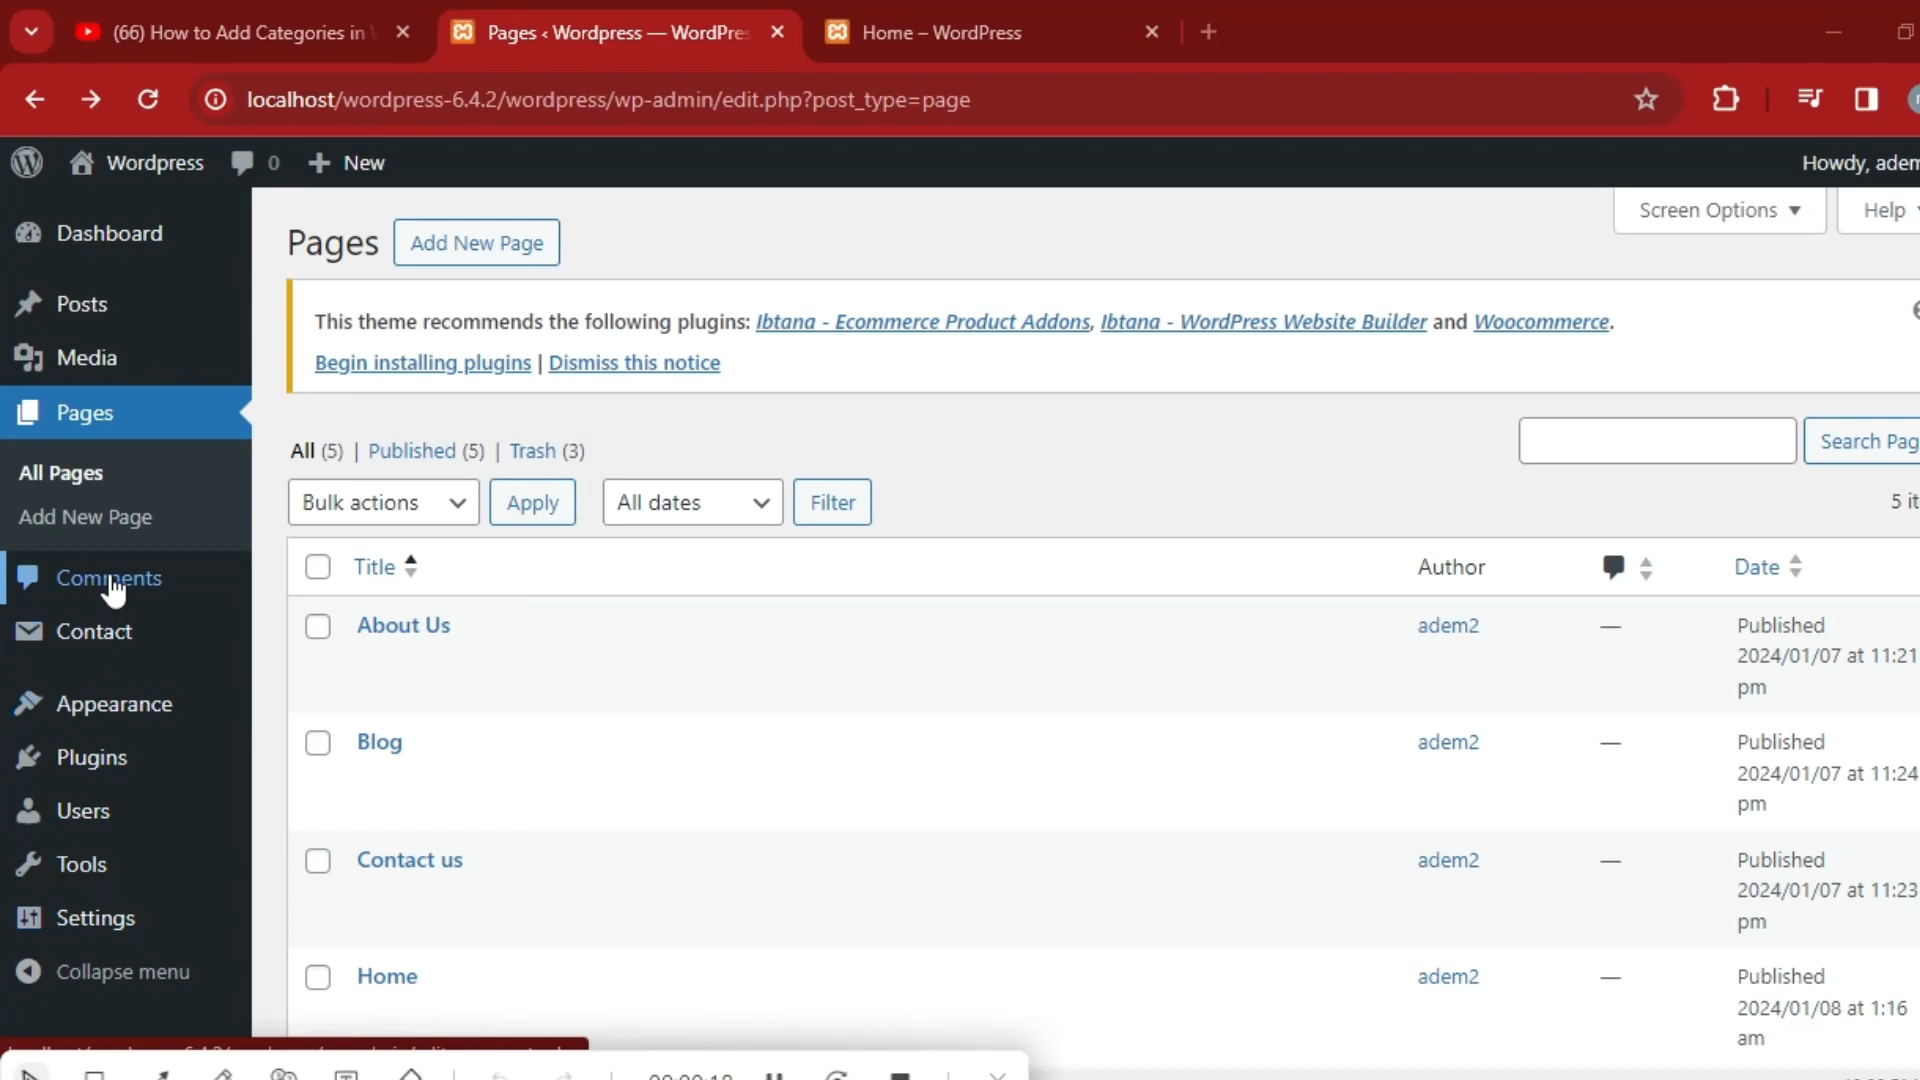 (66) How to Add Categories in
Pages ‹ Wordpress — WordPres
Home – WordPress
localhost/wordpress-6.4.2/wordpress/wp-admin/edit.php?post_type=page
Wordpress 0 New
Howdy, adem
Dashboard
Posts
Media
Pages
All Pages
Add New Page
Comments
Contact
Appearance
Plugins
Users
Tools
Settings
Collapse menu
Screen Options Help
Pages Add New Page
This theme recommends the following plugins: Ibtana - Ecommerce Product Addons, Ibtana - WordPress Website Builder and Woocommerce.
Begin installing plugins | Dismiss this notice
All (5) | Published (5) | Trash (3)
Search Pag
Bulk actions Apply All dates Filter
5 it
Title Author Date
About Us adem2 — Published
2024/01/07 at 11:21
pm
Blog adem2 — Published
2024/01/07 at 11:24
pm
Contact us adem2 — Published
2024/01/07 at 11:23
pm
Home adem2 — Published
2024/01/08 at 1:16
am
00:00:18